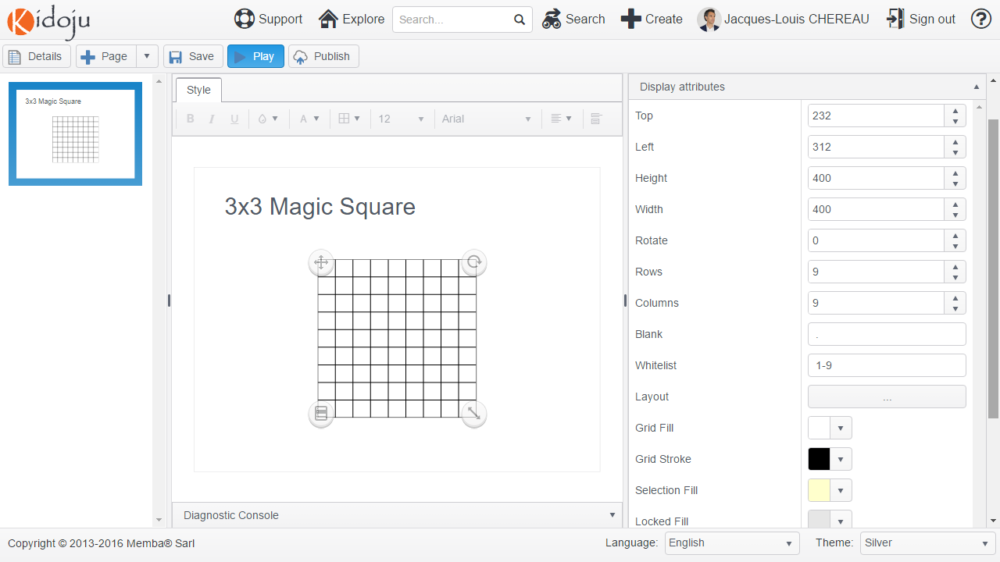 Kidoju
Support
Explore
Search...
Search
Create
Jacques-Louis CHEREAU
Sign out
Details
Page
Save
Play
Publish
3x3 Magic Square
Style
B I U
A
12
Arial
3x3 Magic Square
Diagnostic Console
Display attributes
Top 232
Left 312
Height 400
Width 400
Rotate 0
Rows 9
Columns 9
Blank .
Whitelist 1-9
Layout ...
Grid Fill
Grid Stroke
Selection Fill
Locked Fill
Copyright © 2013-2016 Memba® Sarl
Language: English
Theme: Silver